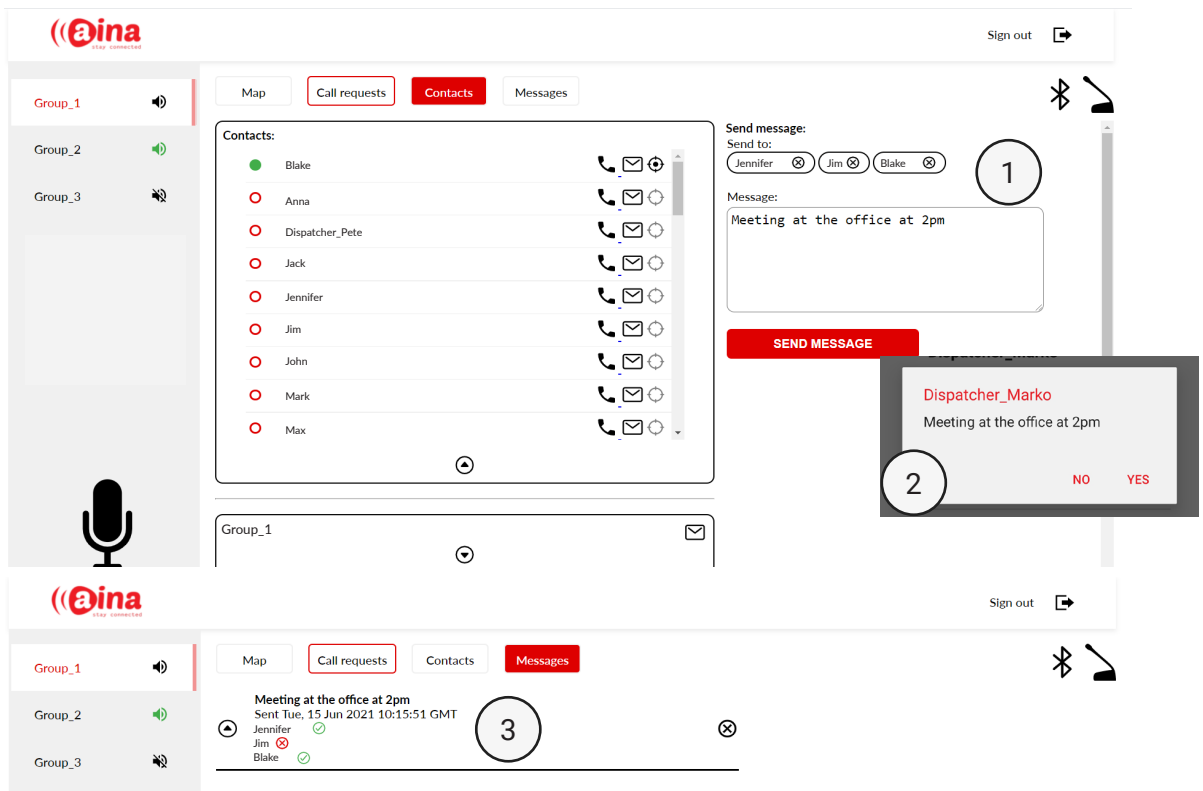 aina
stay connected
Sign out
Group_1
Group_2
Group_3
Map
Call requests
Contacts
Messages
Contacts:
Blake
Anna
Dispatcher_Pete
Jack
Jennifer
Jim
John
Mark
Max
Group_1
Send message:
Send to:
Jennifer
Jim
Blake
1
Message:
Meeting at the office at 2pm
SEND MESSAGE
Dispatcher_Marko
Dispatcher_Marko
Meeting at the office at 2pm
2
NO
YES
aina
stay connected
Sign out
Group_1
Group_2
Group_3
Map
Call requests
Contacts
Messages
Meeting at the office at 2pm
Sent Tue, 15 Jun 2021 10:15:51 GMT
Jennifer
Jim
Blake
3